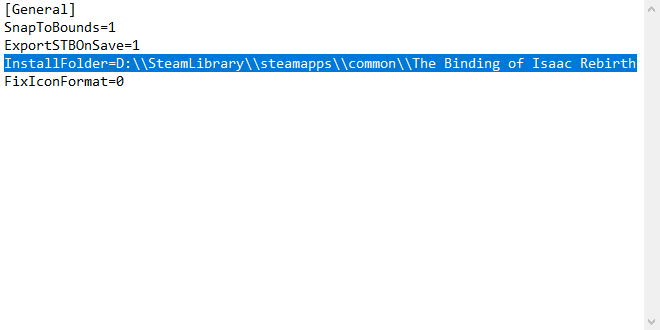 [General]
SnapToBounds=1
ExportSTBOnSave=1
InstallFolder=D:\\SteamLibrary\\steamapps\\common\\The Binding of Isaac Rebirth
FixIconFormat=0